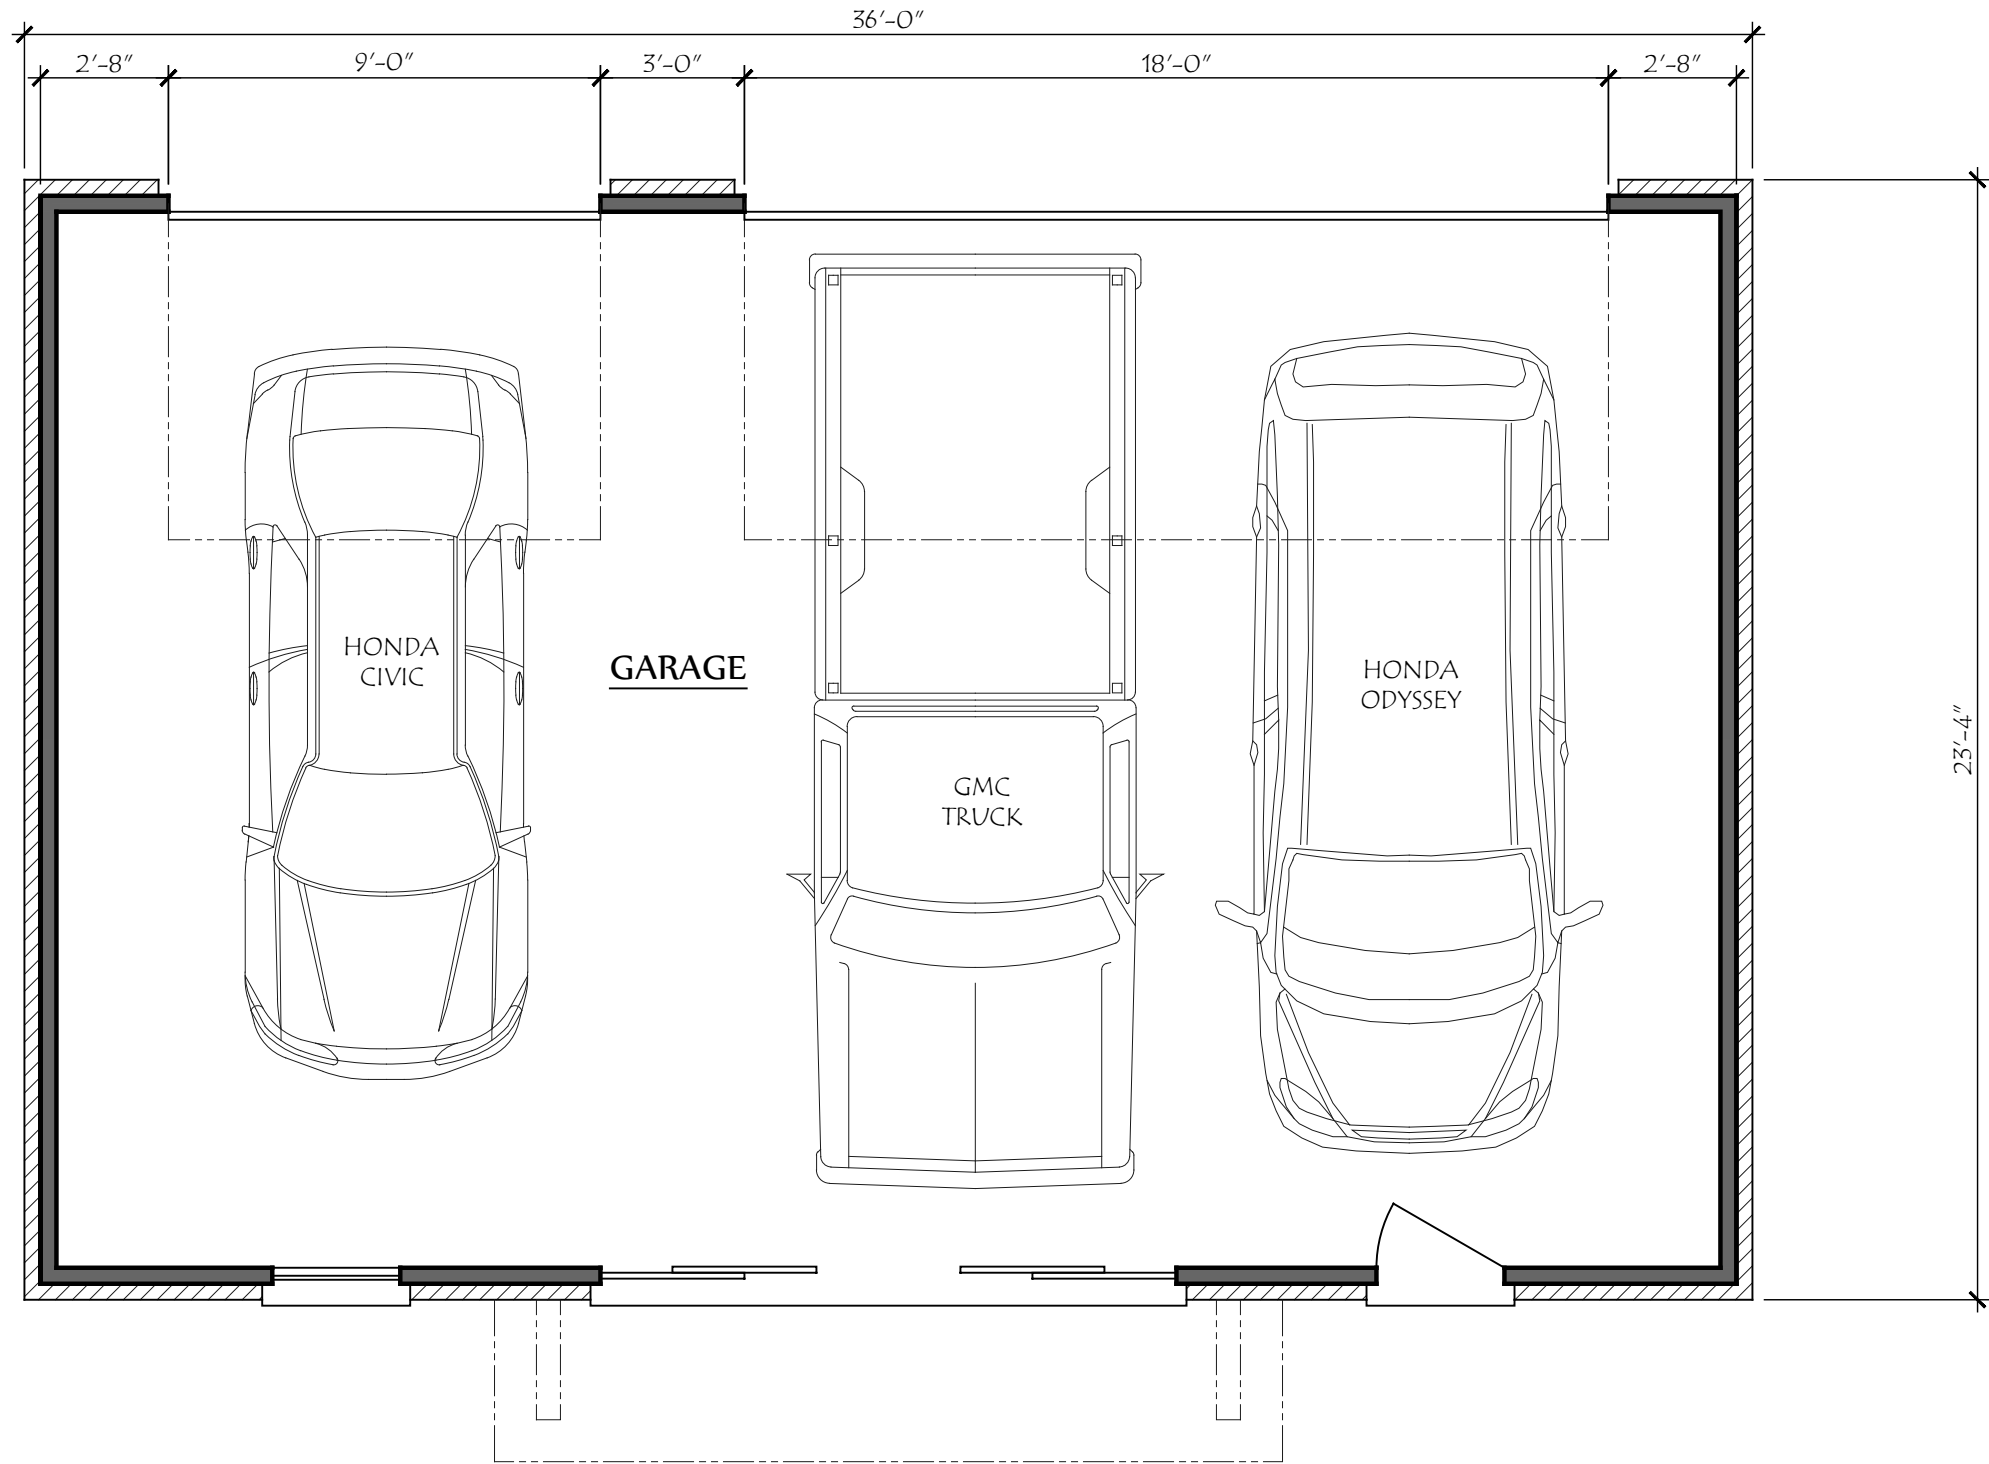 36'-0"
2'-8" 9'-0" 3'-0" 18'-0" 2'-8"
HONDA
CIVIC
GARAGE
HONDA
ODYSSEY
23'-4"
GMC
TRUCK